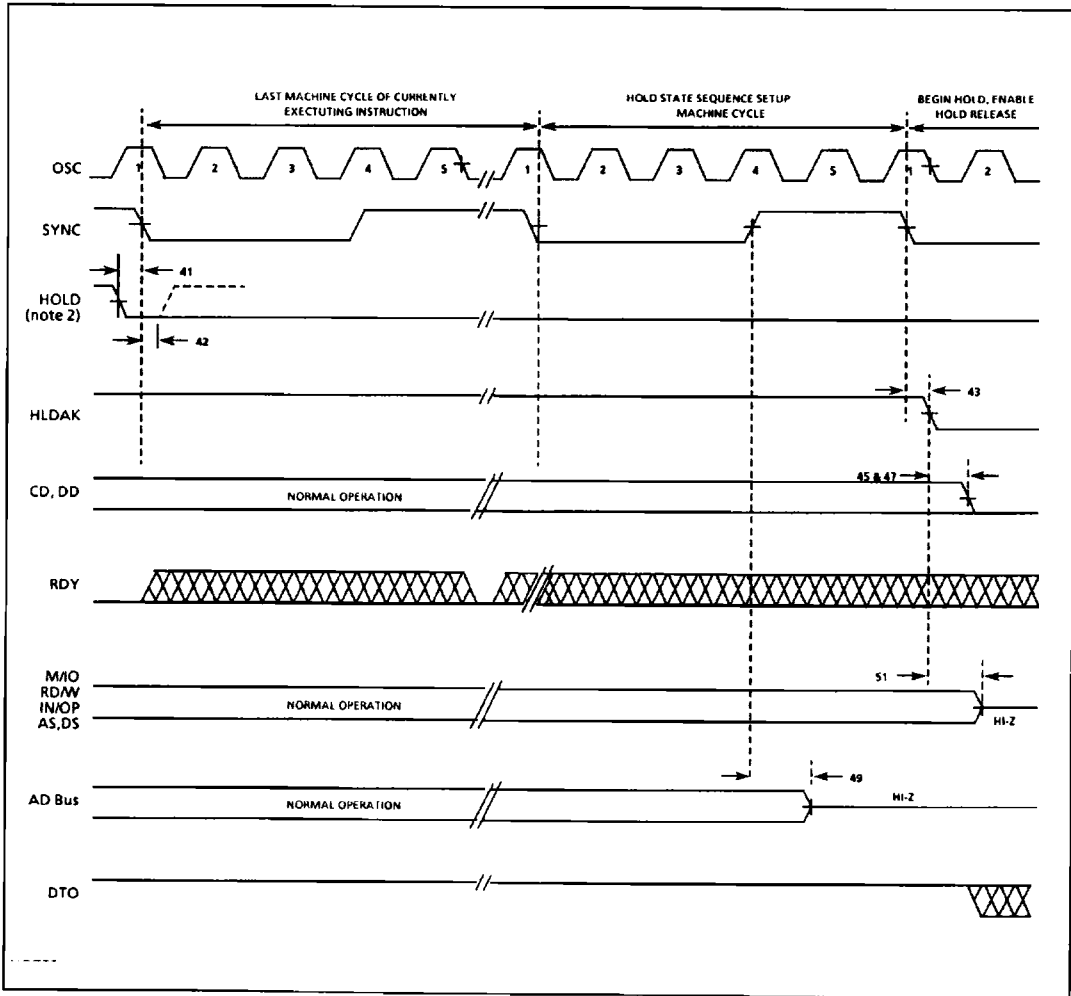 LAST MACHINE CYCLE OF CURRENTLY
EXECTUTING INSTRUCTION
HOLD STATE SEQUENCE SETUP
MACHINE CYCLE
BEGIN HOLD, ENABLE
HOLD RELEASE
OSC
1 2 3 4 5 1 2 3 4 5 1 2
SYNC
41
HOLD
(note 2)
42
HLDAK
43
CD, DD
NORMAL OPERATION
45 & 47
RDY
M/IO
RD/W
IN/OP
AS,DS
NORMAL OPERATION
51
HI-Z
AD Bus
NORMAL OPERATION
49
HI-Z
DTO